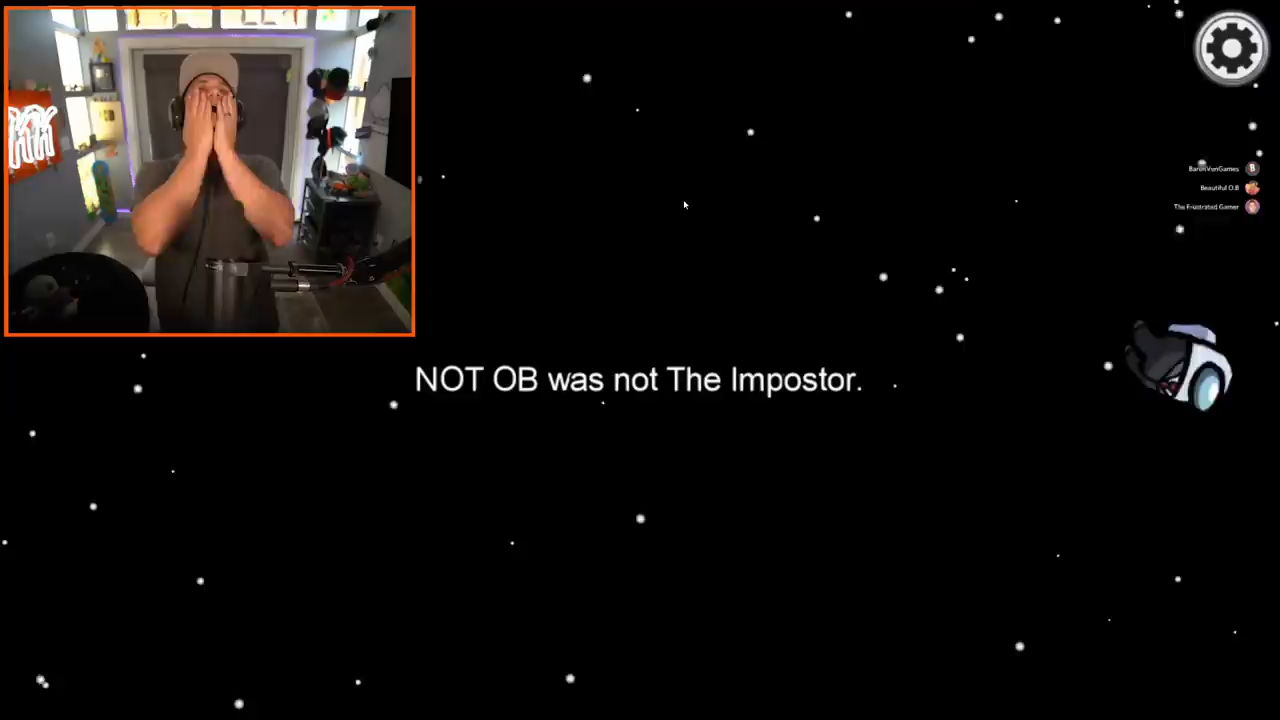 BaronVonGames
Beautiful O.B
The Frustrated Gamer
NOT OB was not The Impostor.